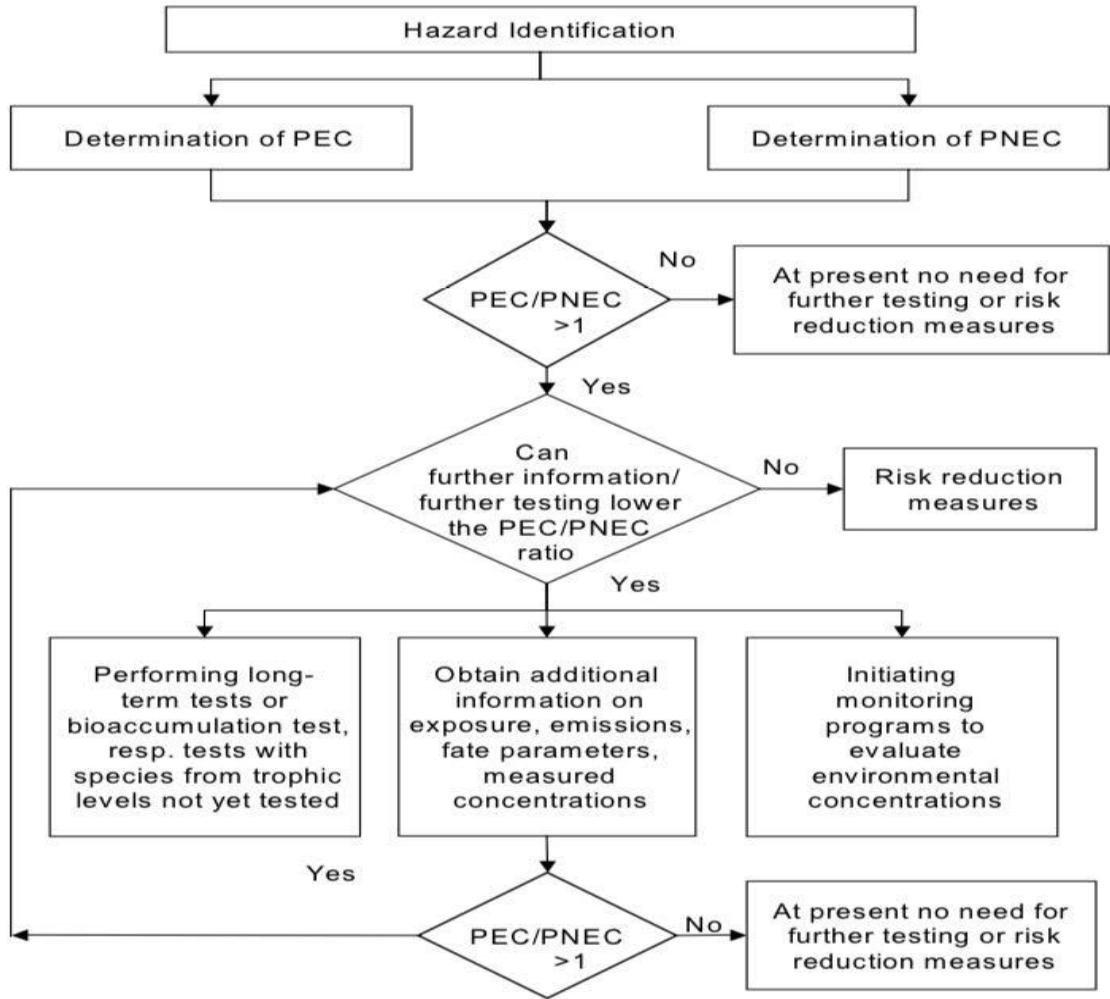 Hazard Identification
Determination of PEC
Determination of PNEC
PEC/PNEC
>1
No
At present no need for
further testing or risk
reduction measures
Yes
Can
further information/
further testing lower
the PEC/PNEC
ratio
No
Risk reduction
measures
Yes
Performing long-
term tests or
bioaccumulation test,
resp. tests with
species from trophic
levels not yet tested
Obtain additional
information on
exposure, emissions,
fate parameters,
measured
concentrations
Initiating
monitoring
programs to
evaluate
environmental
concentrations
Yes
PEC/PNEC
>1
No
At present no need for
further testing or risk
reduction measures